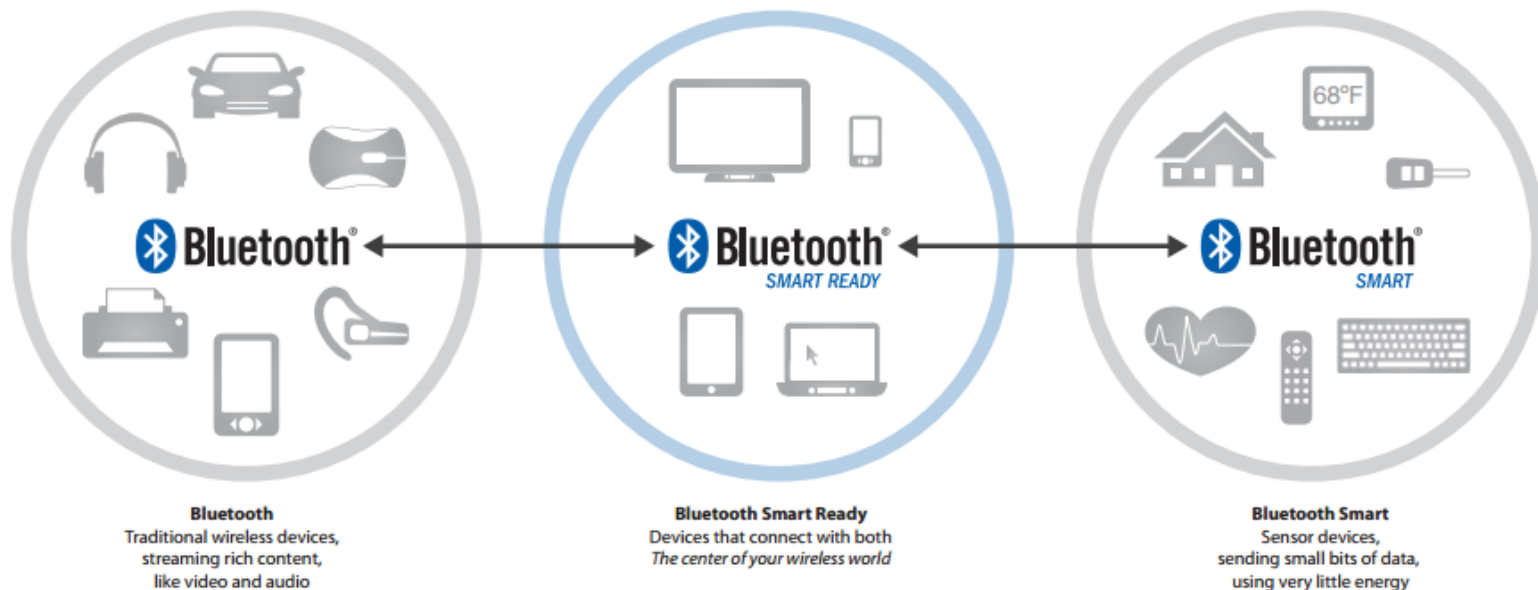 68°F
Bluetooth®
Bluetooth®
SMART READY
Bluetooth®
SMART
Bluetooth
Traditional wireless devices,
streaming rich content,
like video and audio
Bluetooth Smart Ready
Devices that connect with both
The center of your wireless world
Bluetooth Smart
Sensor devices,
sending small bits of data,
using very little energy